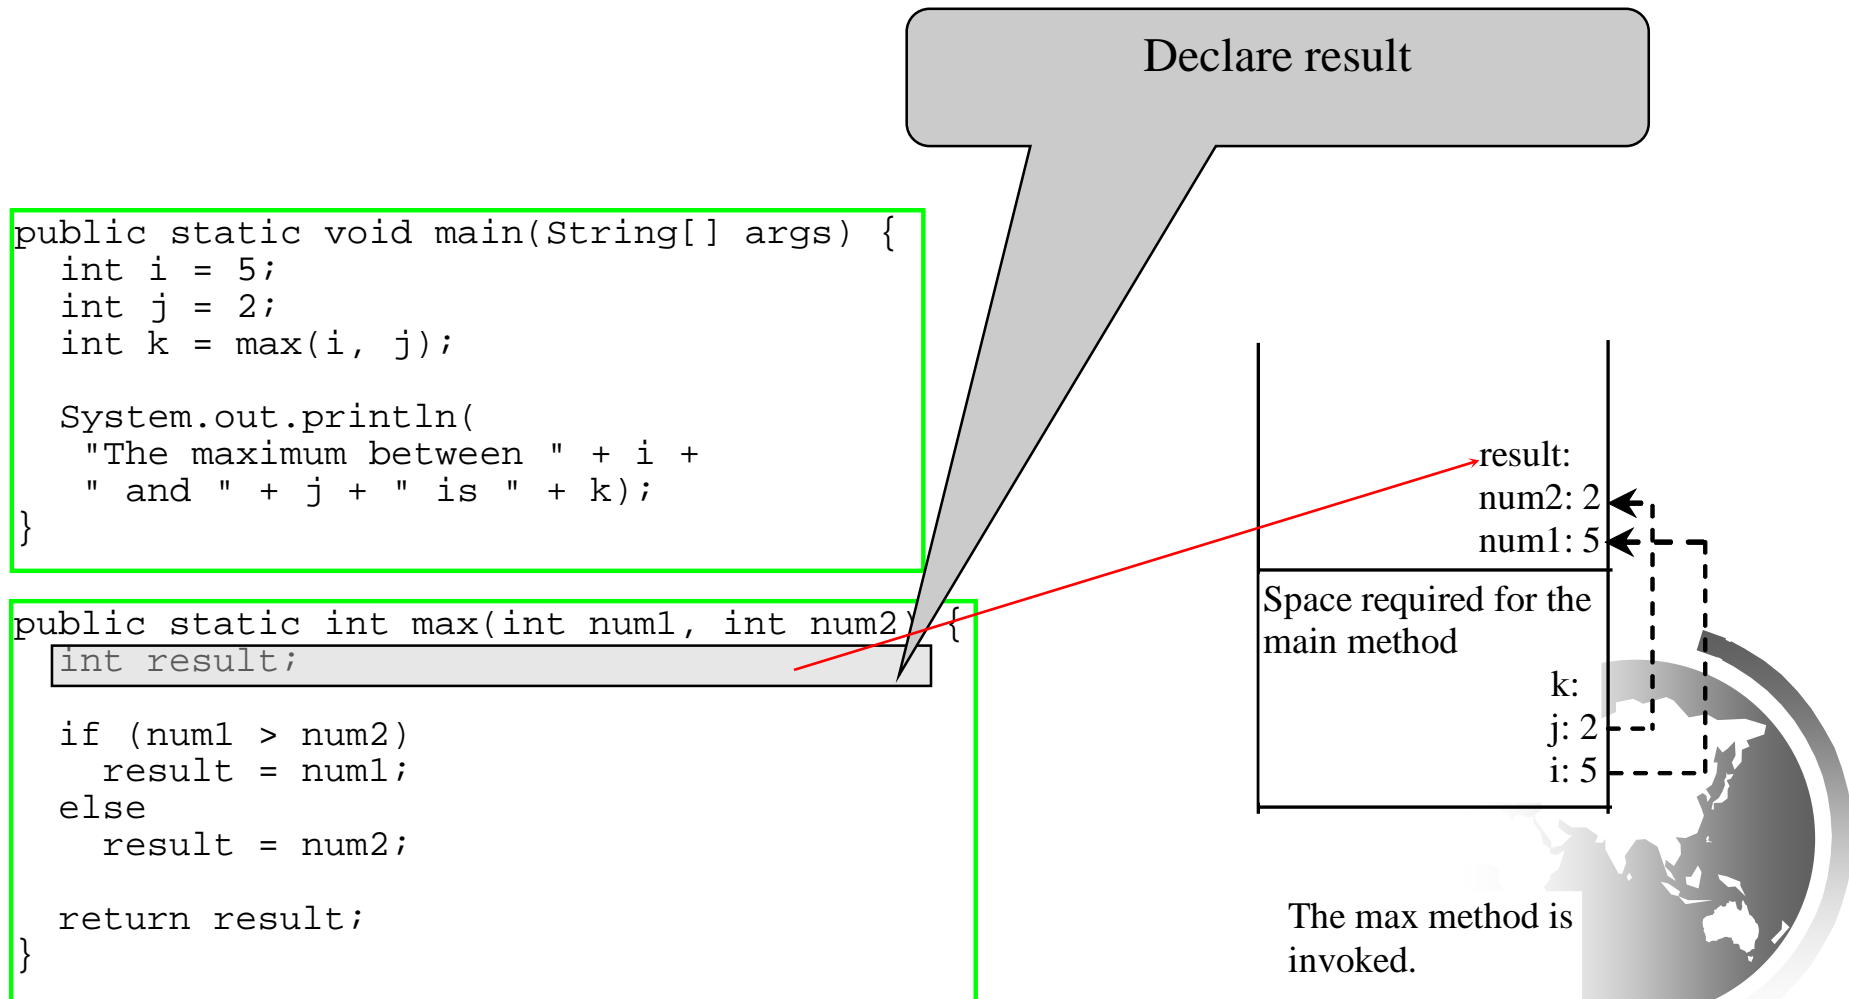 Declare result
public static void main(String[] args) {
int i = 5;
int j = 2;
int k = max(i, j);
System.out.println(
"The maximum between " + i +
" and " + j + " is " + k);
}
public static int max(int num1, int num2) {
int result;
if (num1 > num2)
result = num1;
else
result = num2;
return result;
}
result:
num2: 2
num1: 5
Space required for the
main method
k:
j: 2
i: 5
The max method is
invoked.